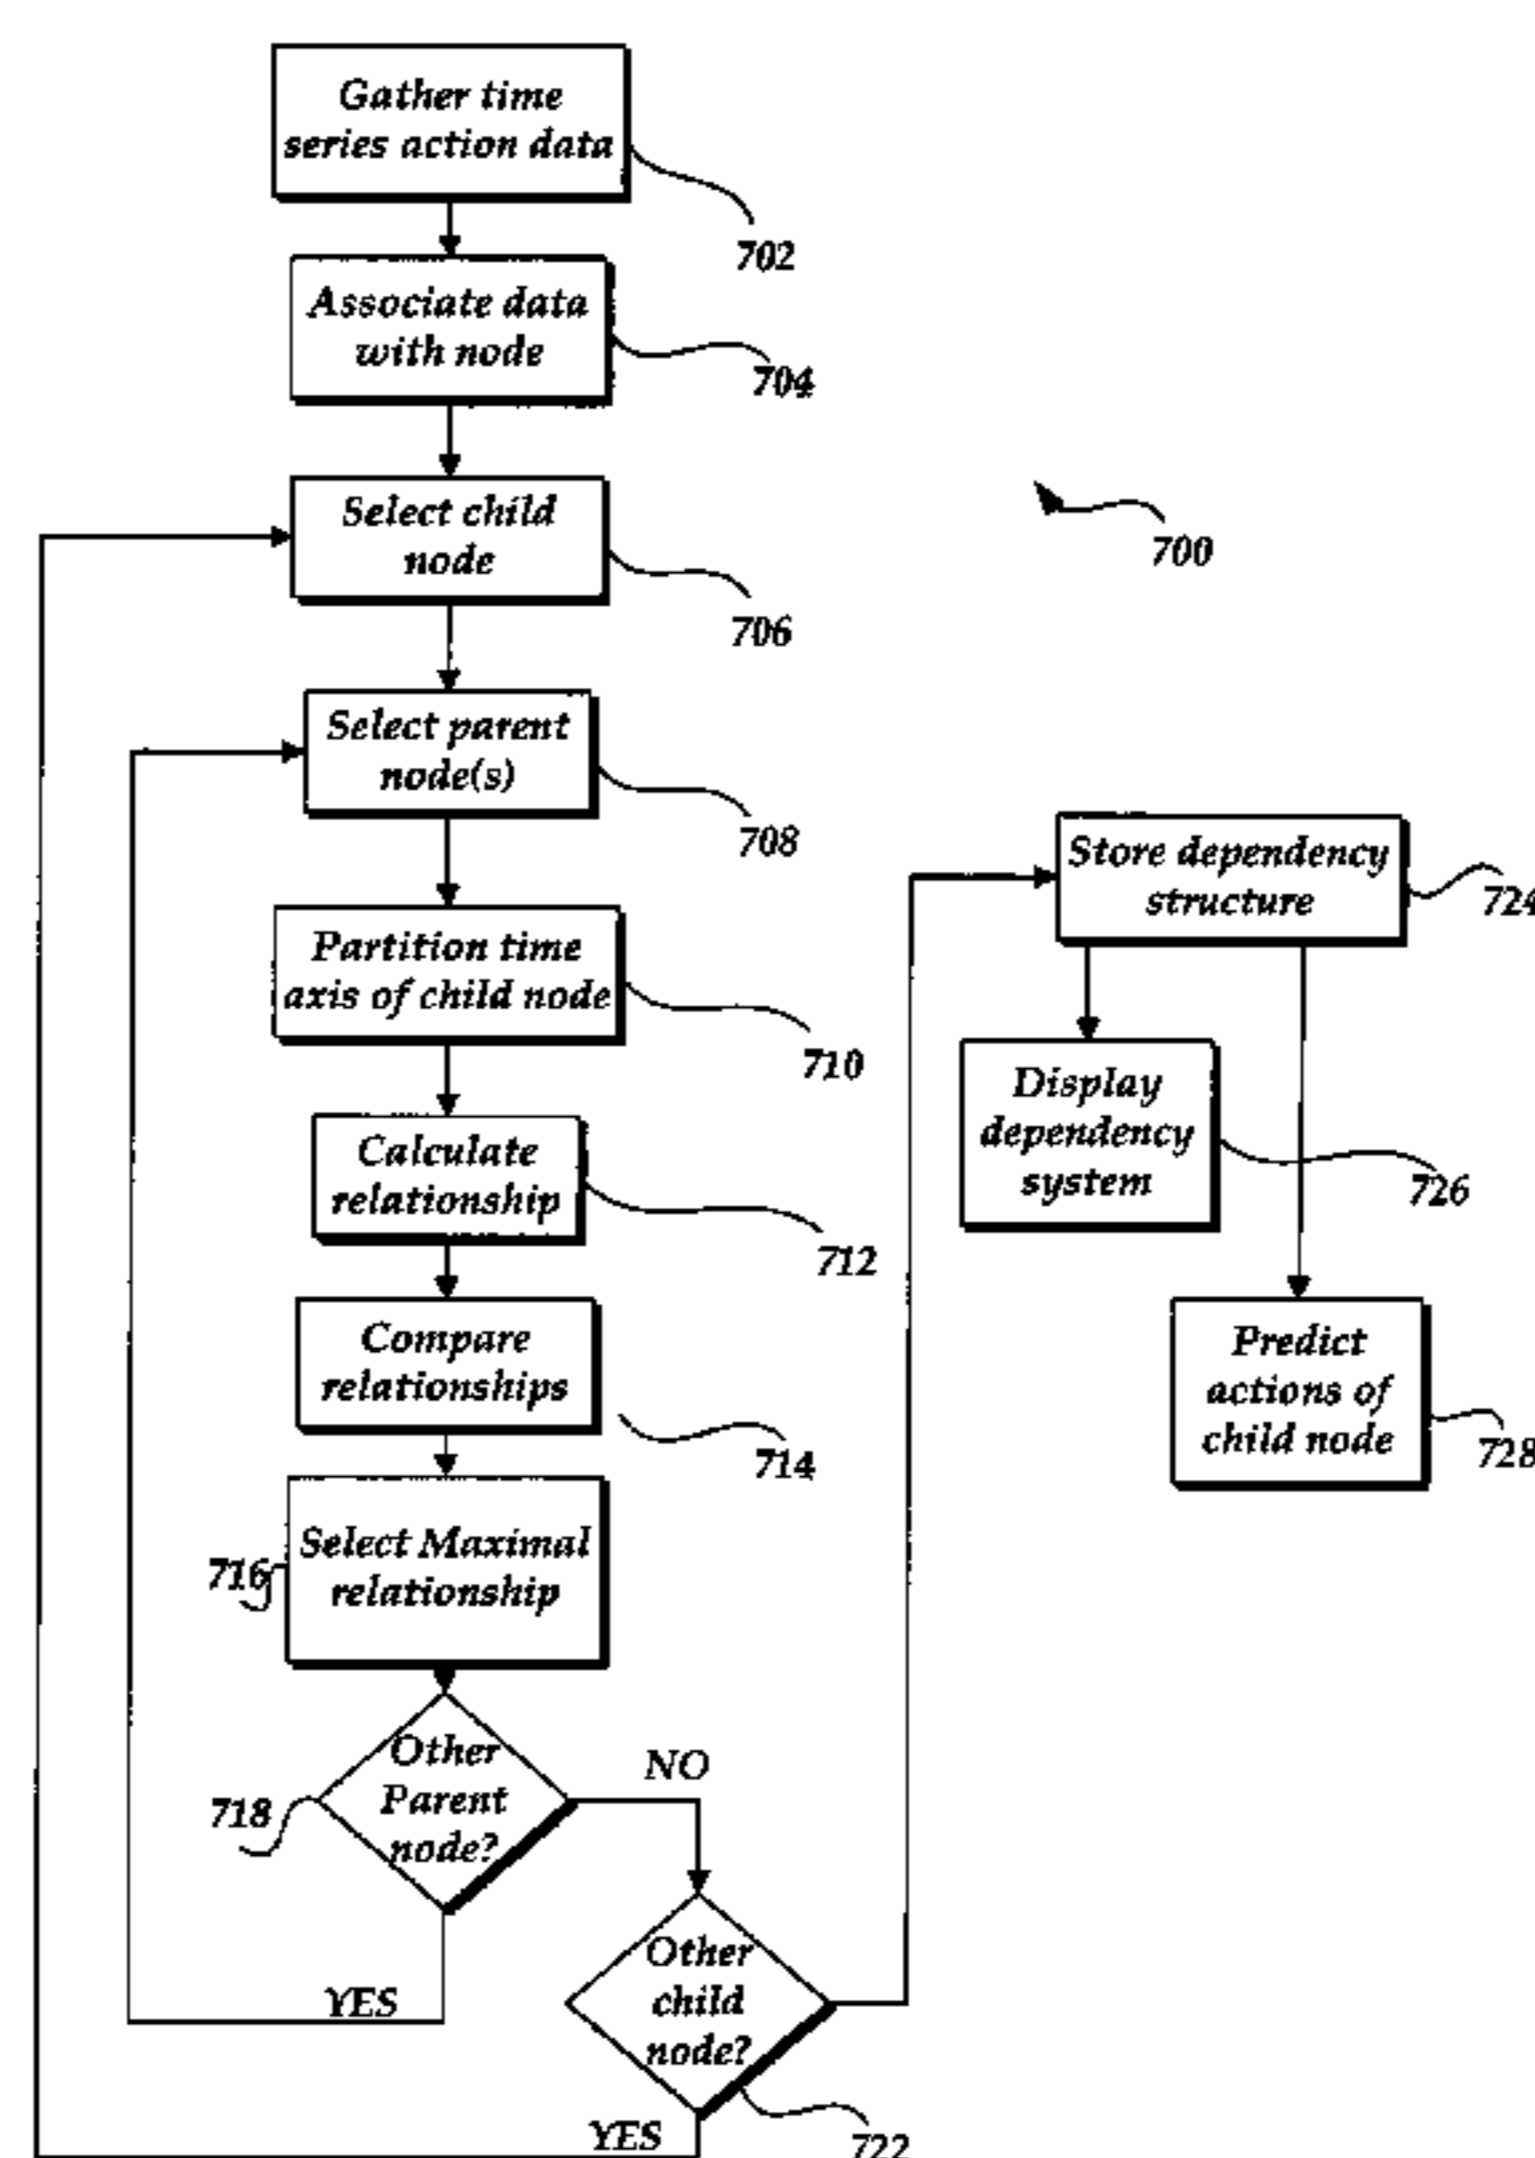 Gather time
series action data
702
Associate data
with node
704
Select child
node
706
700
Select parent
node(s)
708
Partition time
axis of child node
710
Calculate
relationship
712
Compare
relationships
714
Select Maximal
relationship
716
Other
Parent
node?
718
NO
YES
Other
child
node?
722
YES
Store dependency
structure
724
Display
dependency
system
726
Predict
actions of
child node
728